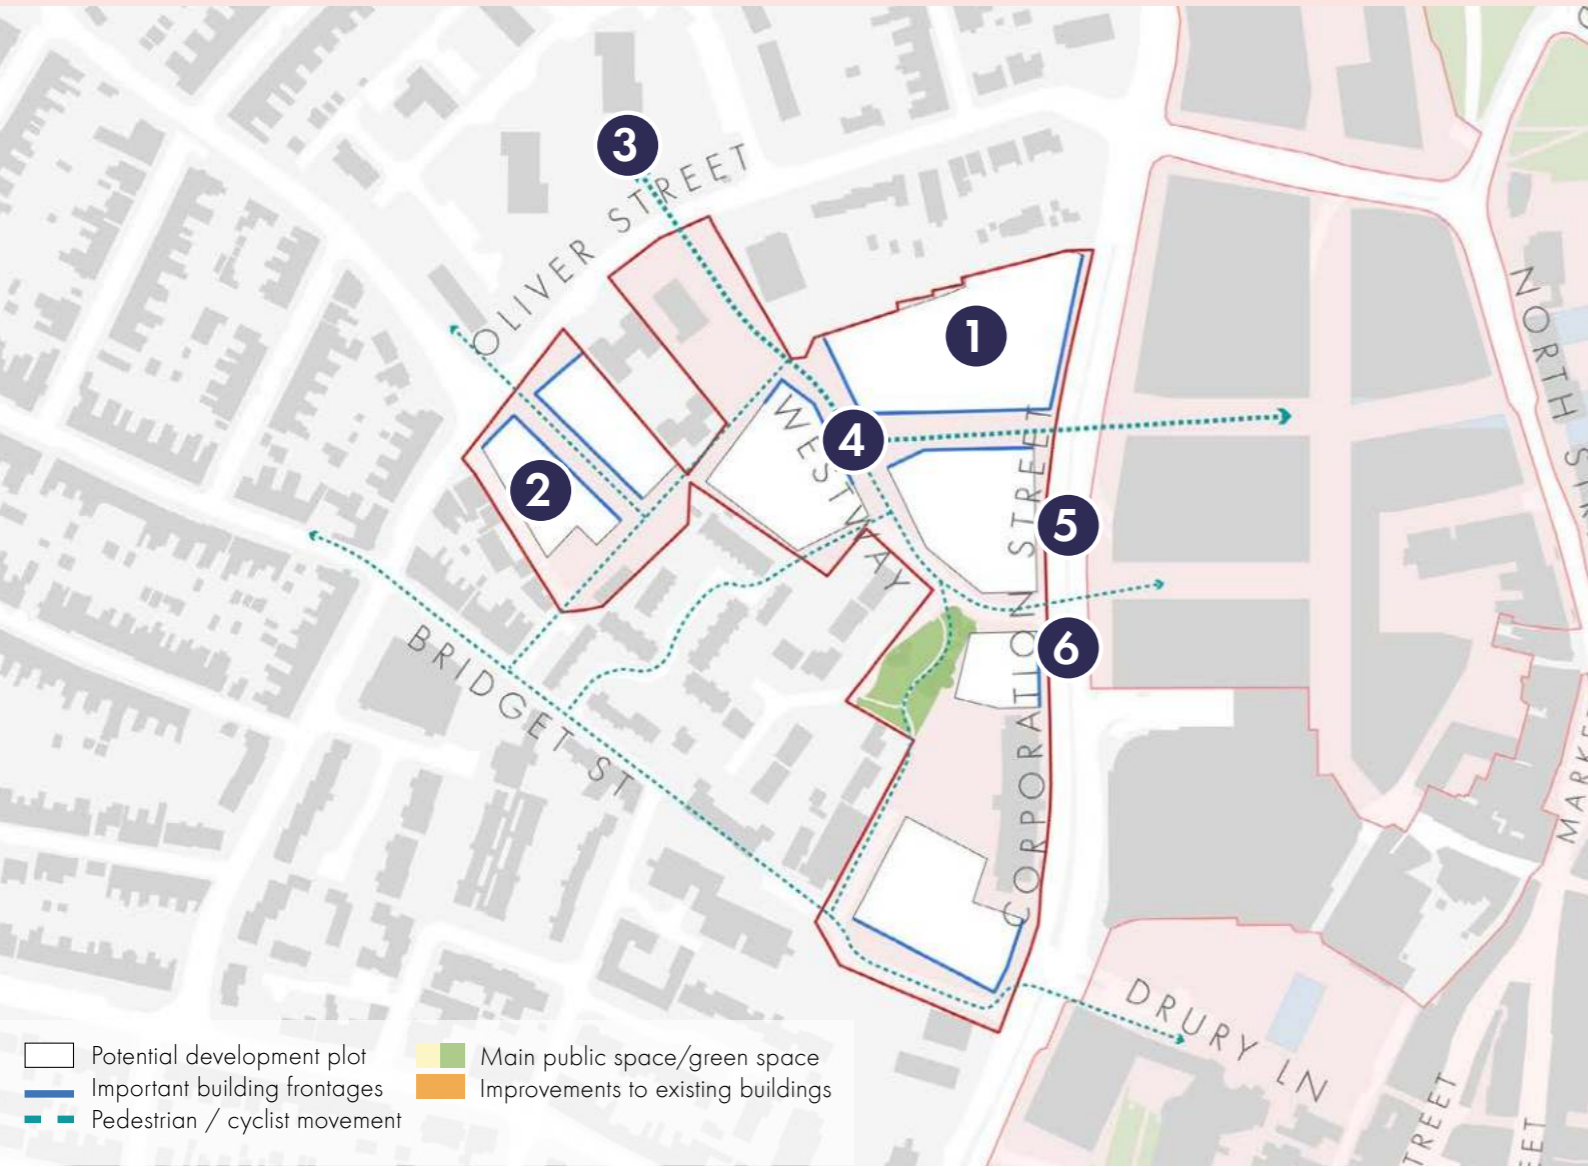 3
OLIVER STREET
1
NORTH
WESTWAY
4
2
CORPORATION STREET
5
6
BRIDGET ST
DRURY LN
Potential development plot
Important building frontages
Pedestrian / cyclist movement
Main public space/green space
Improvements to existing buildings